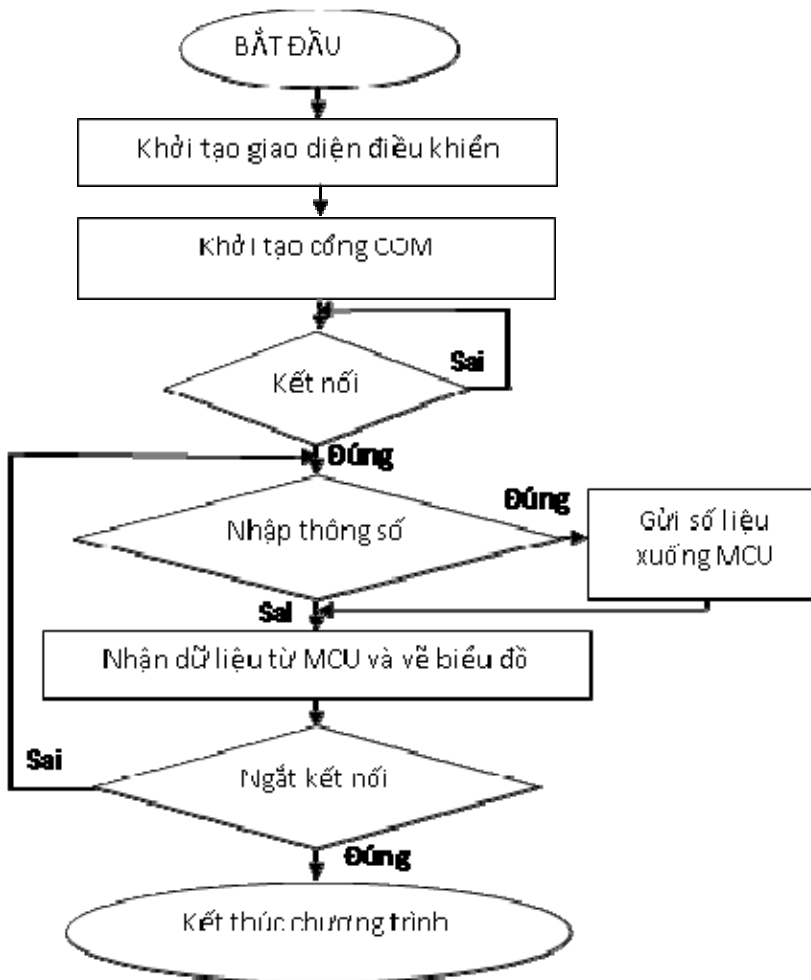 BẮT ĐẦU
Khởi tạo giao diện điều khiển
Khởi tạo cổng COM
Sai
Kết nối
Đúng
Đúng
Nhập thông số
Gửi số liệu
xuống MCU
Sai
Nhận dữ liệu từ MCU và vẽ biểu đồ
Sai
Ngắt kết nối
Đúng
Kết thúc chương trình